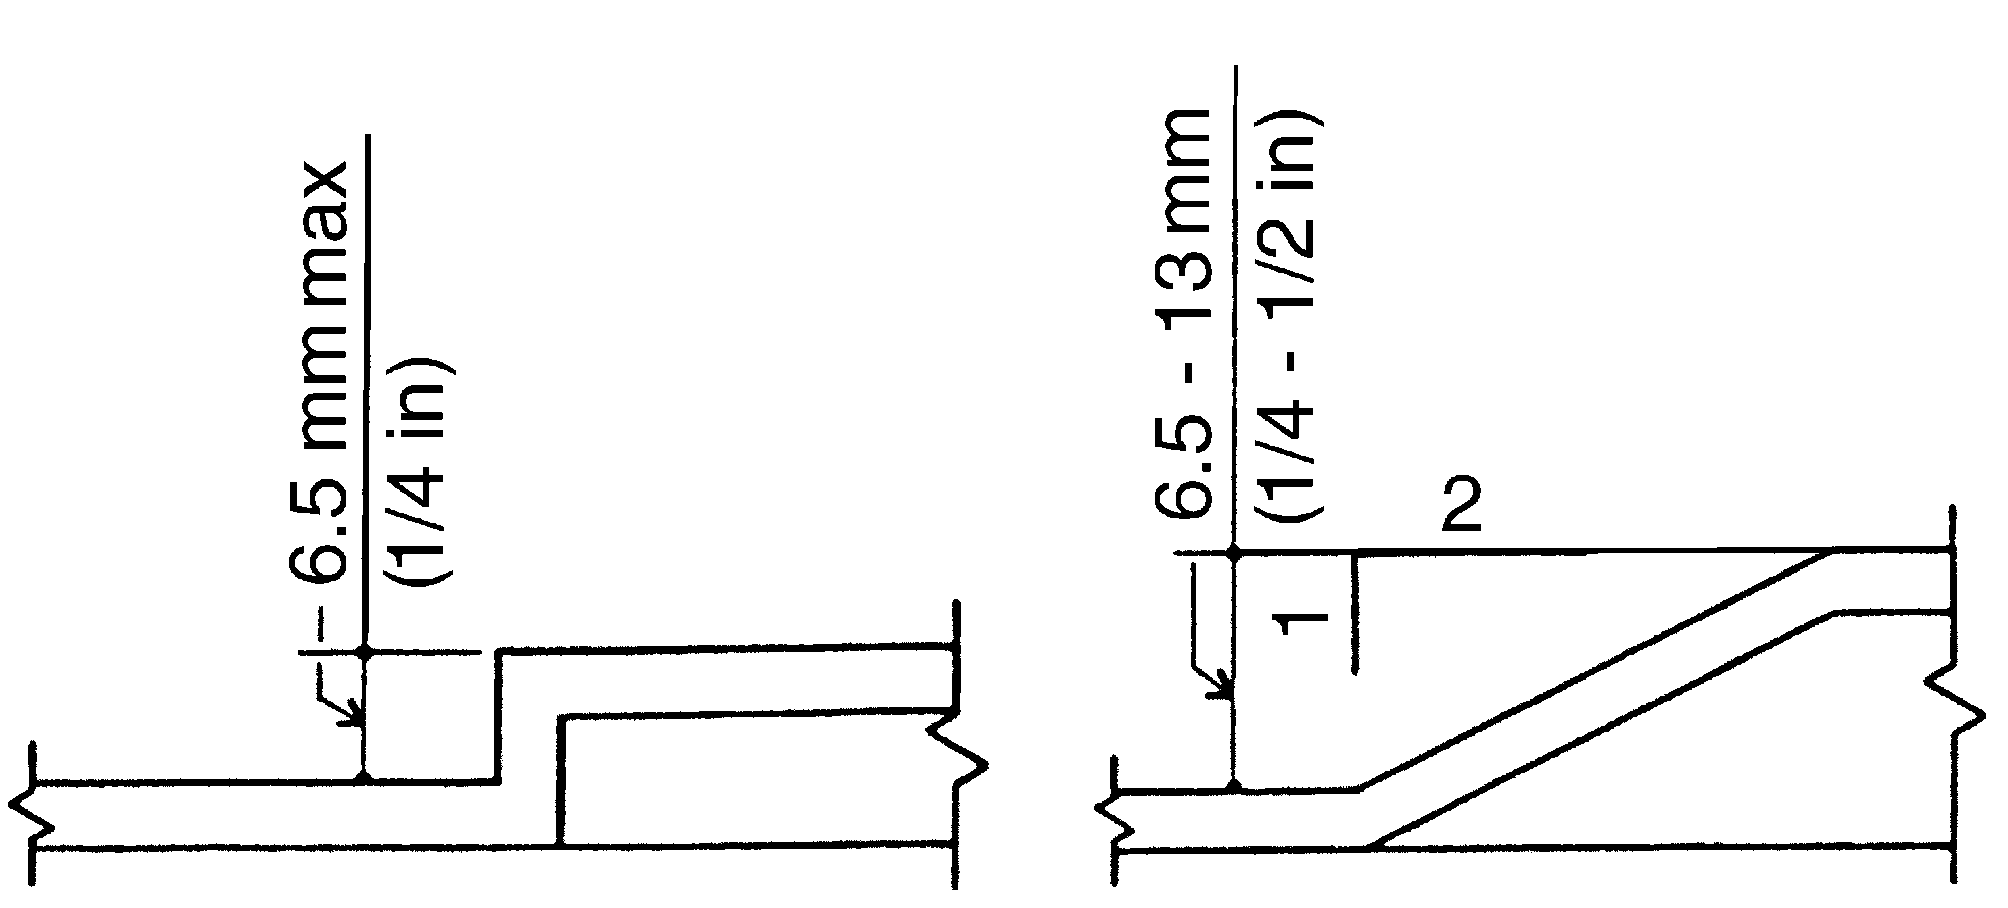 6.5 mm max
(1/4 in)
6.5 - 13 mm
(1/4 - 1/2 in)
2
1